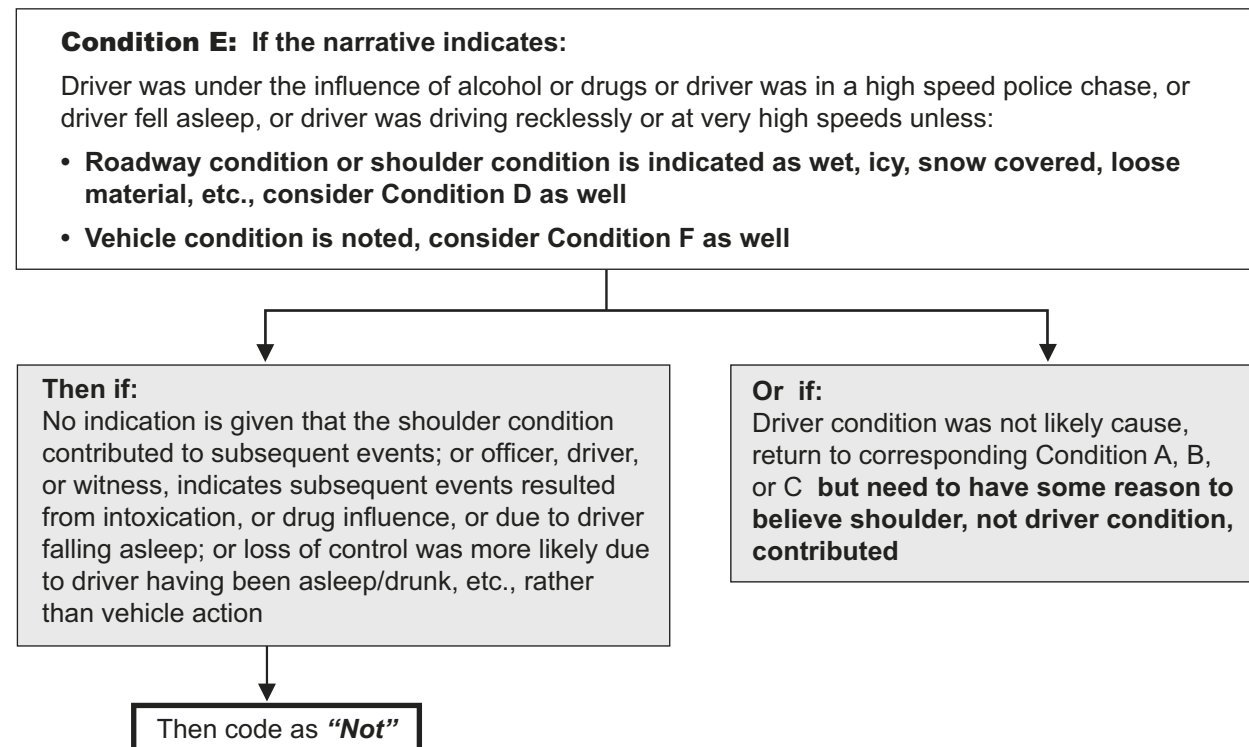 Condition E: If the narrative indicates:
Driver was under the influence of alcohol or drugs or driver was in a high speed police chase, or
driver fell asleep, or driver was driving recklessly or at very high speeds unless:
• Roadway condition or shoulder condition is indicated as wet, icy, snow covered, loose
material, etc., consider Condition D as well
• Vehicle condition is noted, consider Condition F as well
Then if:
No indication is given that the shoulder condition
contributed to subsequent events; or officer, driver,
or witness, indicates subsequent events resulted
from intoxication, or drug influence, or due to driver
falling asleep; or loss of control was more likely due
to driver having been asleep/drunk, etc., rather
than vehicle action
Or if:
Driver condition was not likely cause,
return to corresponding Condition A, B,
or C but need to have some reason to
believe shoulder, not driver condition,
contributed
Then code as “Not”